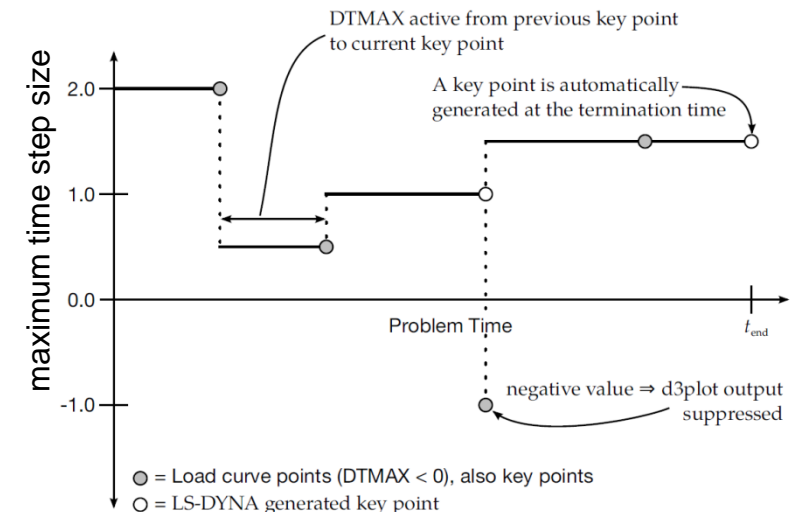 DTMAX active from previous key point
to current key point
maximum time step size
2.0
A key point is automatically
generated at the termination time
1.0
0.0
Problem Time
tend
-1.0
negative value ⇒ d3plot output
suppressed
= Load curve points (DTMAX < 0), also key points
= LS-DYNA generated key point